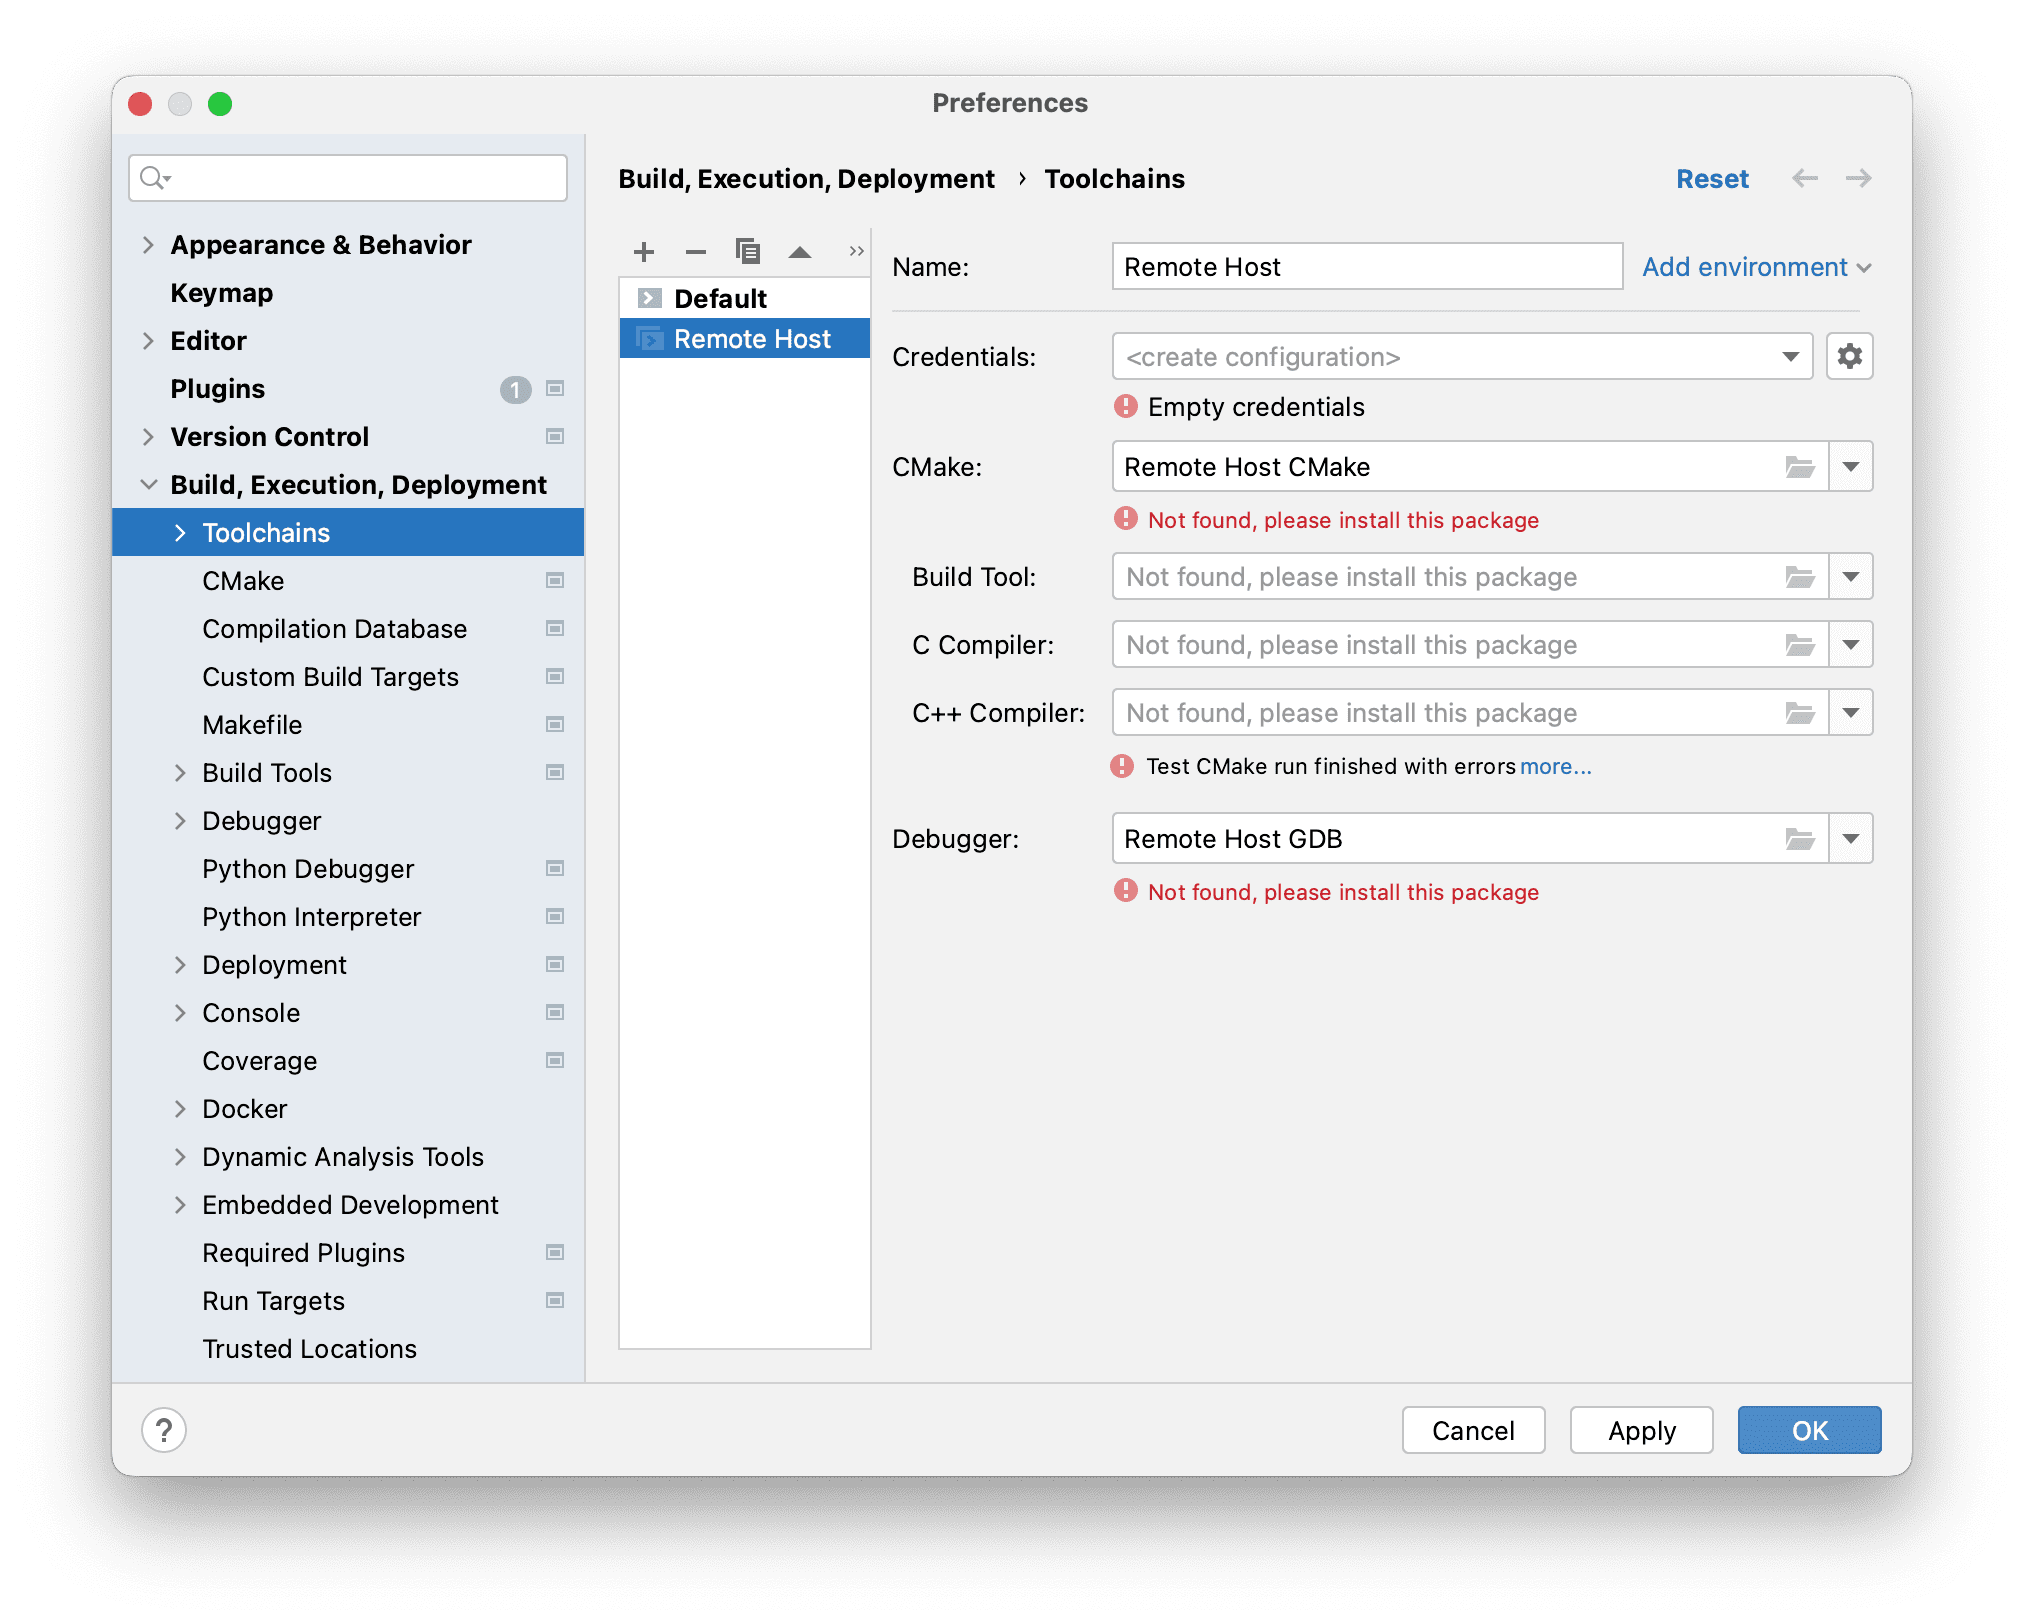 Preferences
Appearance & Behavior
Keymap
Editor
Plugins 1
Version Control
Build, Execution, Deployment
Toolchains
CMake
Compilation Database
Custom Build Targets
Makefile
Build Tools
Debugger
Python Debugger
Python Interpreter
Deployment
Console
Coverage
Docker
Dynamic Analysis Tools
Embedded Development
Required Plugins
Run Targets
Trusted Locations
Build, Execution, Deployment › Toolchains
Reset
Default
Remote Host
Name: Remote Host Add environment
Credentials: <create configuration>
Empty credentials
CMake: Remote Host CMake
Not found, please install this package
Build Tool: Not found, please install this package
C Compiler: Not found, please install this package
C++ Compiler: Not found, please install this package
Test CMake run finished with errors more...
Debugger: Remote Host GDB
Not found, please install this package
? Cancel Apply OK